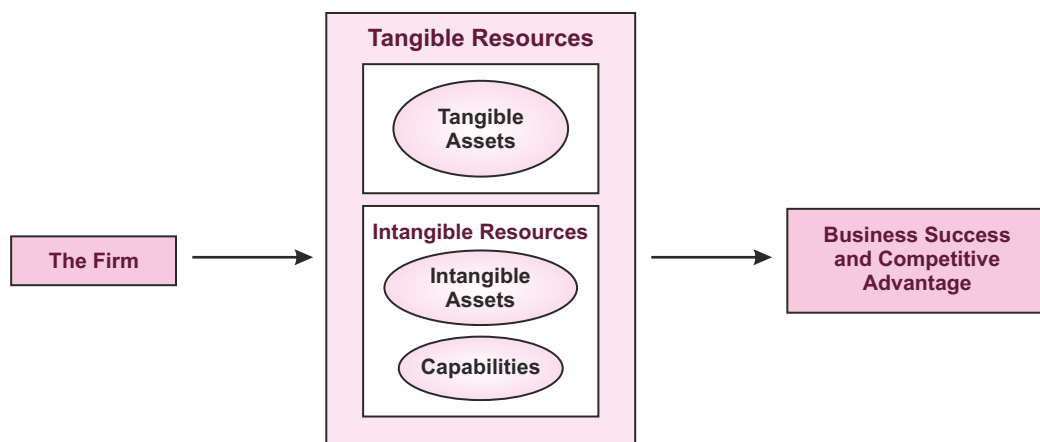 The Firm
Tangible Resources
Tangible
Assets
Intangible Resources
Intangible
Assets
Capabilities
Business Success
and Competitive
Advantage